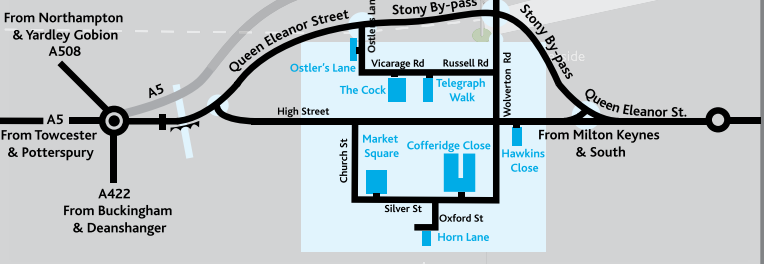 From Northampton
& Yardley Gobion
A508
A5
Queen Eleanor Street
Stony By-pass
Ostler's Lan
Stony By-pass
Ostler's Lane
Vicarage Rd
Russell Rd
The Cock
Telegraph
Walk
Wolverton Rd
side
Queen Eleanor St.
A5
From Towcester
& Potterspury
High Street
From Milton Keynes
& South
Church St
Market
Square
Cofferidge Close
Hawkins
Close
A422
From Buckingham
& Deanshanger
Silver St
Oxford St
Horn Lane